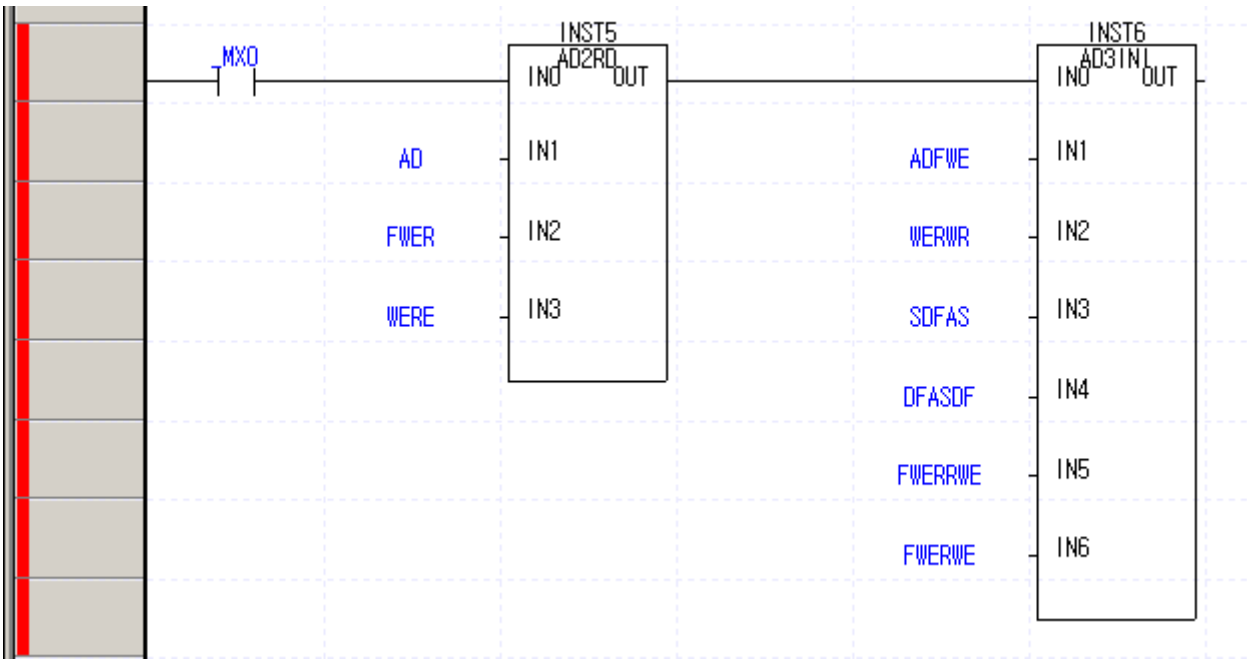 INST5
INST6
_MX0
AD2RD
AD3INI
IN0 OUT
IN0 OUT
AD
IN1
ADFWE
IN1
FWER
IN2
WERWR
IN2
WERE
IN3
SDFAS
IN3
DFASDF
IN4
FWERRWE
IN5
FWERWE
IN6